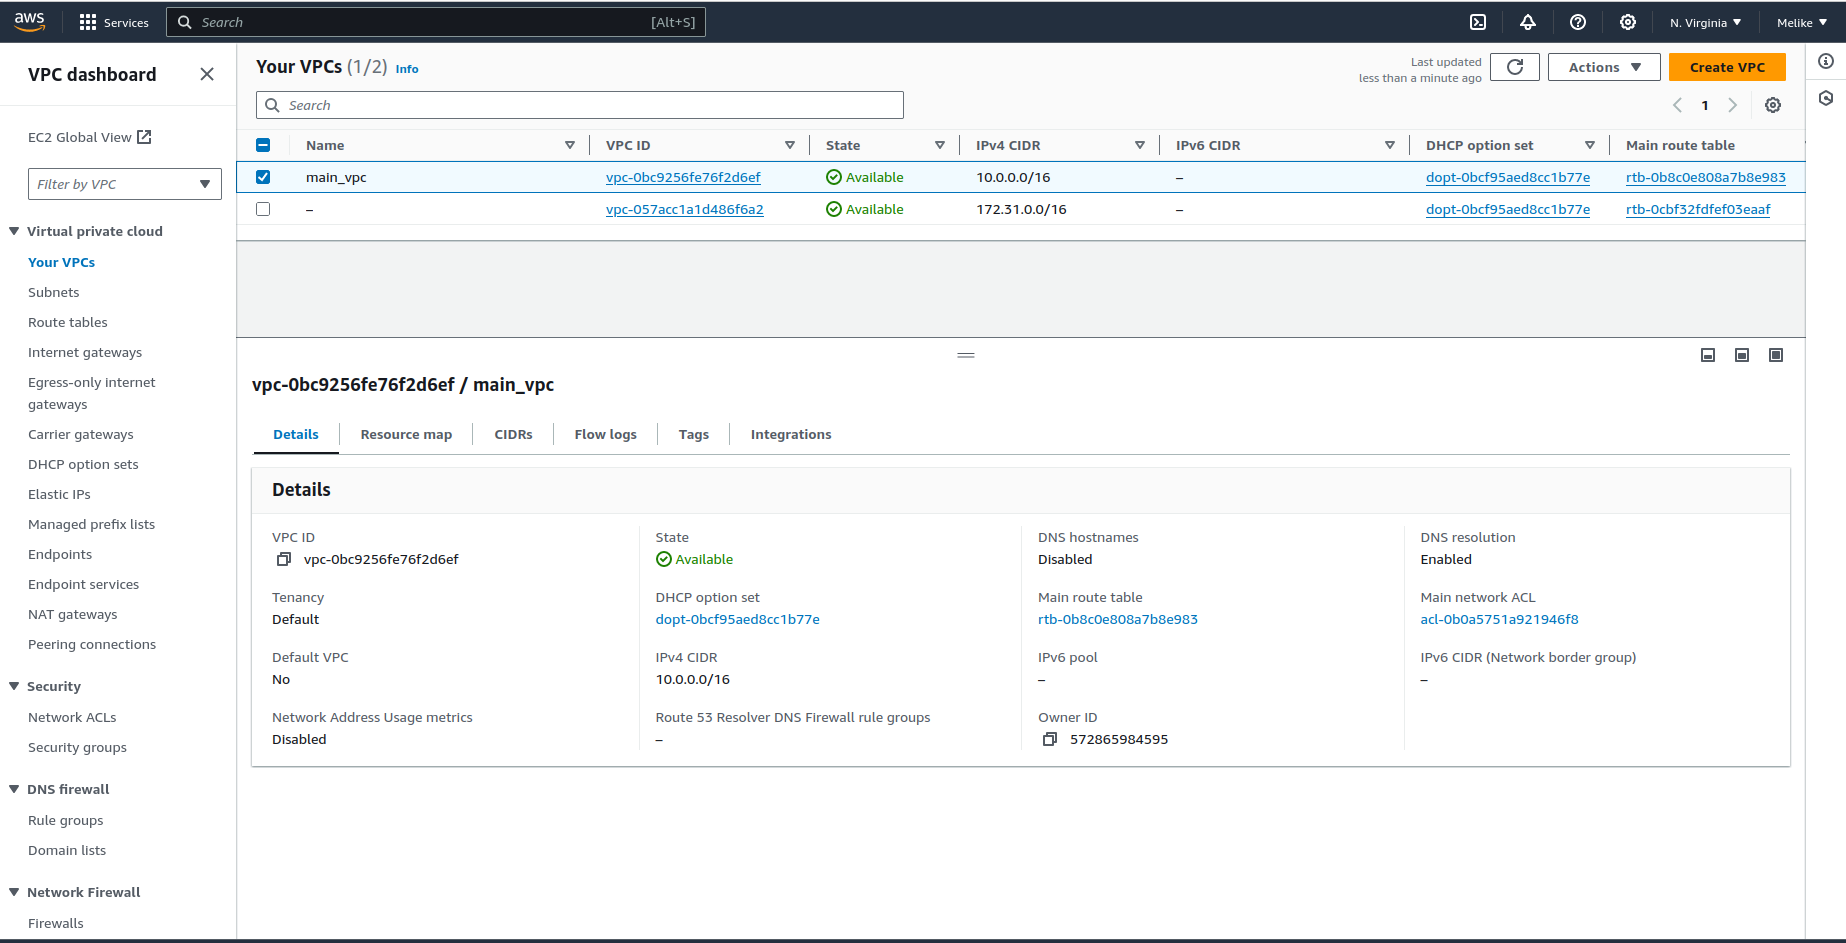 aws Services Search [Alt+S] N. Virginia Melike
VPC dashboard
EC2 Global View
Filter by VPC
Virtual private cloud
Your VPCs
Subnets
Route tables
Internet gateways
Egress-only internet
gateways
Carrier gateways
DHCP option sets
Elastic IPs
Managed prefix lists
Endpoints
Endpoint services
NAT gateways
Peering connections
Security
Network ACLs
Security groups
DNS firewall
Rule groups
Domain lists
Network Firewall
Firewalls
Your VPCs (1/2) Info
Last updated
less than a minute ago
Actions
Create VPC
Search
1
Name VPC ID State IPv4 CIDR IPv6 CIDR DHCP option set Main route table
main_vpc vpc-0bc9256fe76f2d6ef Available 10.0.0.0/16 – dopt-0bcf95aed8cc1b77e rtb-0b8c0e808a7b8e983
– vpc-057acc1a1d486f6a2 Available 172.31.0.0/16 – dopt-0bcf95aed8cc1b77e rtb-0cbf32fdfef03eaaf
vpc-0bc9256fe76f2d6ef / main_vpc
Details Resource map CIDRs Flow logs Tags Integrations
Details
VPC ID State DNS hostnames DNS resolution
vpc-0bc9256fe76f2d6ef Available Disabled Enabled
Tenancy DHCP option set Main route table Main network ACL
Default dopt-0bcf95aed8cc1b77e rtb-0b8c0e808a7b8e983 acl-0b0a5751a921946f8
Default VPC IPv4 CIDR IPv6 pool IPv6 CIDR (Network border group)
No 10.0.0.0/16 – –
Network Address Usage metrics Route 53 Resolver DNS Firewall rule groups Owner ID
Disabled – 572865984595